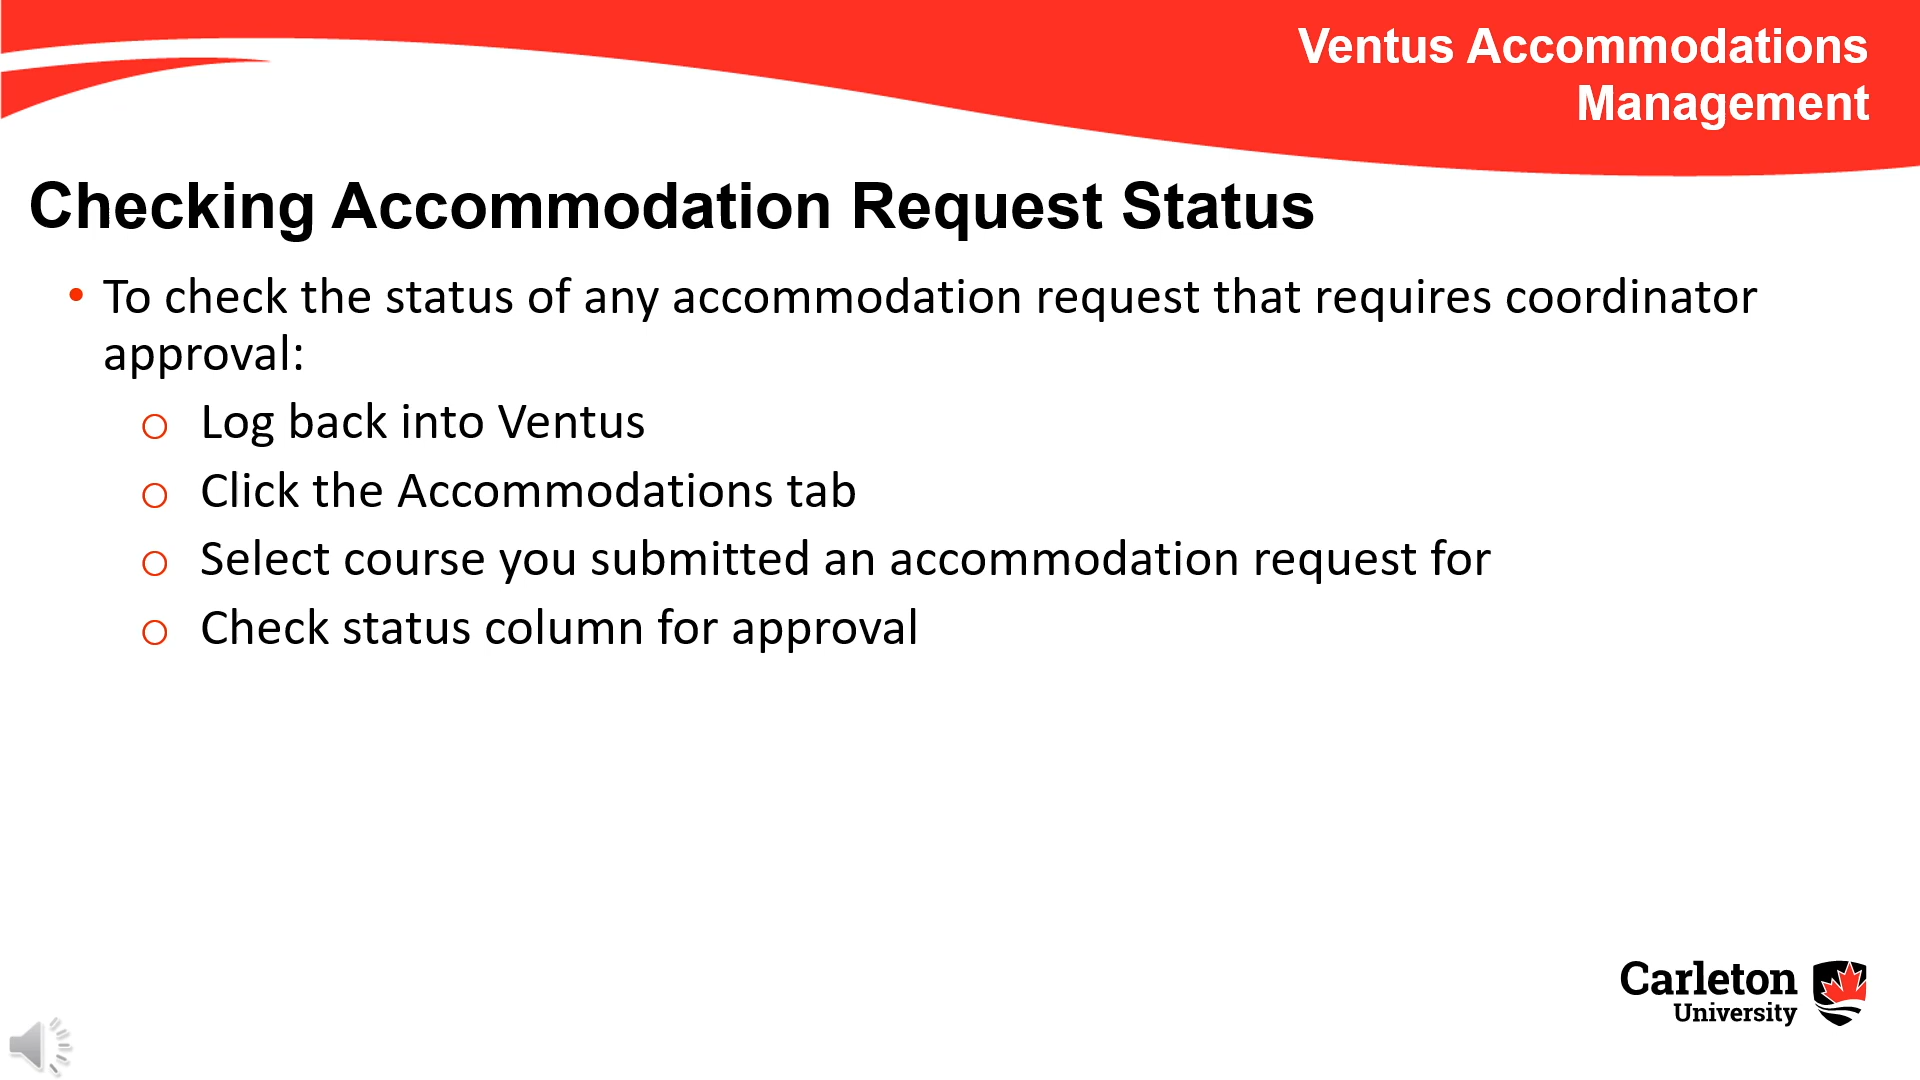 Ventus Accommodations
Management
Checking Accommodation Request Status
• To check the status of any accommodation request that requires coordinator
approval:
o Log back into Ventus
o Click the Accommodations tab
o Select course you submitted an accommodation request for
o Check status column for approval
Carleton
University